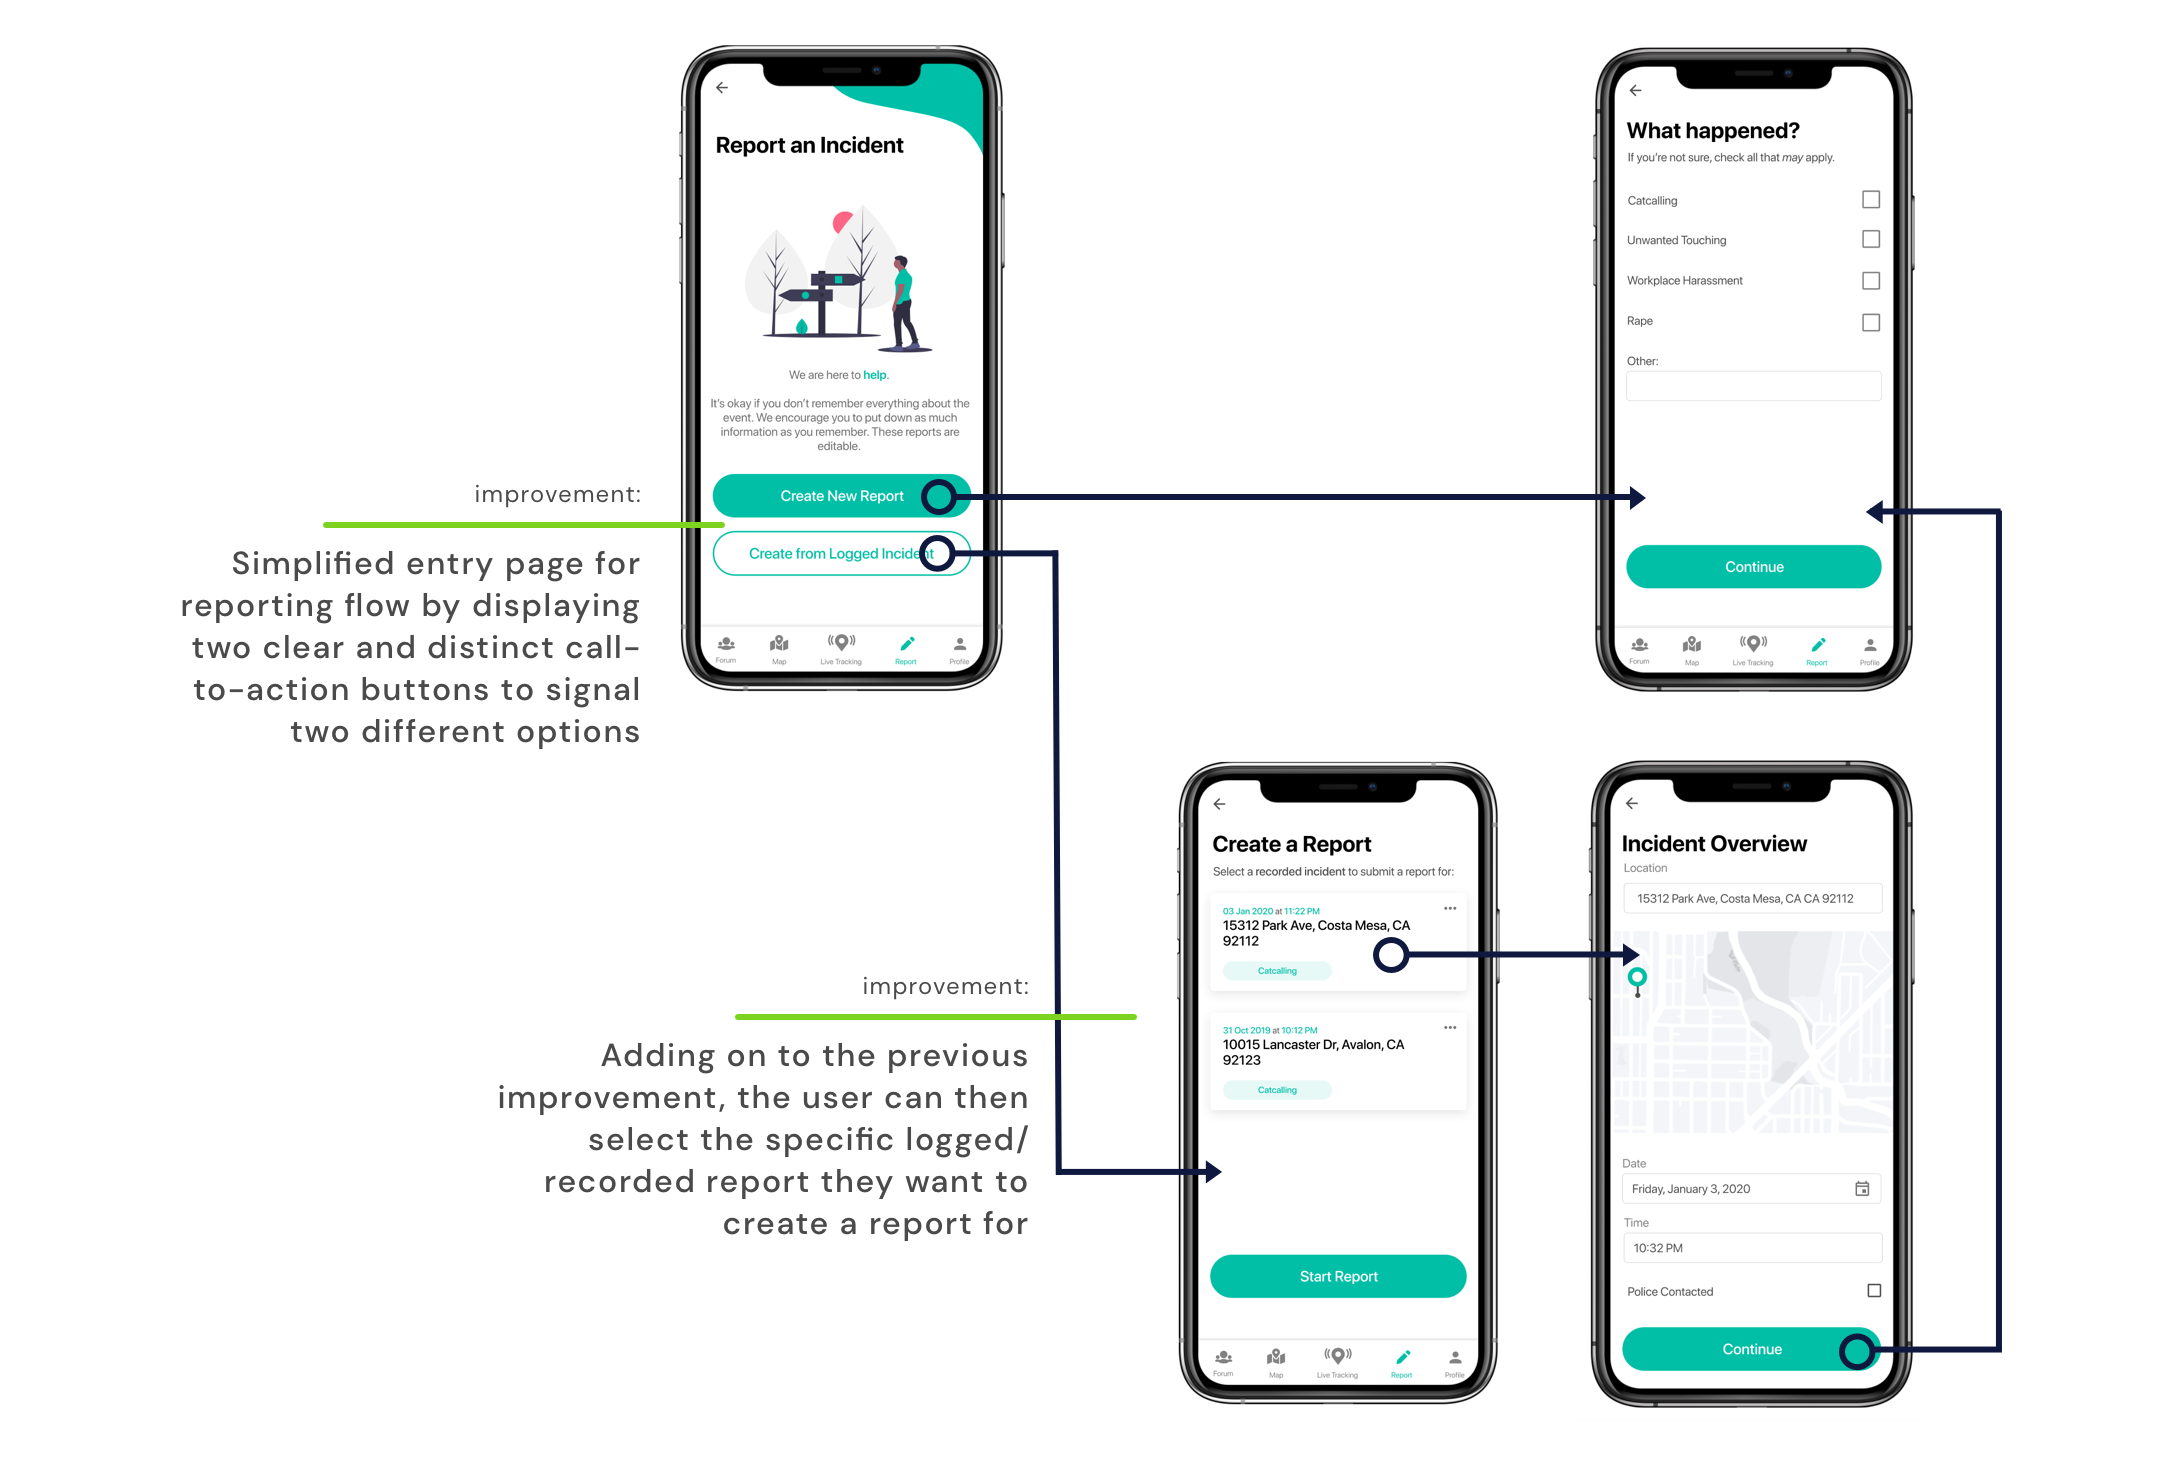 Report an Incident
We are here to help.
It's okay if you don't remember everything about the
event. We encourage you to put down as much
information as you remember. These reports are
editable.
Create New Report
Create from Logged Incident
Forum
Map
Live Tracking
Report
Profile
improvement:
Simplified entry page for
reporting flow by displaying
two clear and distinct call-
to-action buttons to signal
two different options
What happened?
If you're not sure, check all that may apply.
Catcalling
Unwanted Touching
Workplace Harassment
Rape
Other:
Continue
Forum
Map
Live Tracking
Report
Profile
improvement:
Adding on to the previous
improvement, the user can then
select the specific logged/
recorded report they want to
create a report for
Create a Report
Select a recorded incident to submit a report for:
03 Jan 2020 at 11:22 PM
15312 Park Ave, Costa Mesa, CA
92112
Catcalling
31 Oct 2019 at 10:12 PM
10015 Lancaster Dr, Avalon, CA
92123
Catcalling
Start Report
Forum
Map
Live Tracking
Report
Profile
Incident Overview
Location
15312 Park Ave, Costa Mesa, CA CA 92112
Date
Friday, January 3, 2020
Time
10:32 PM
Police Contacted
Continue